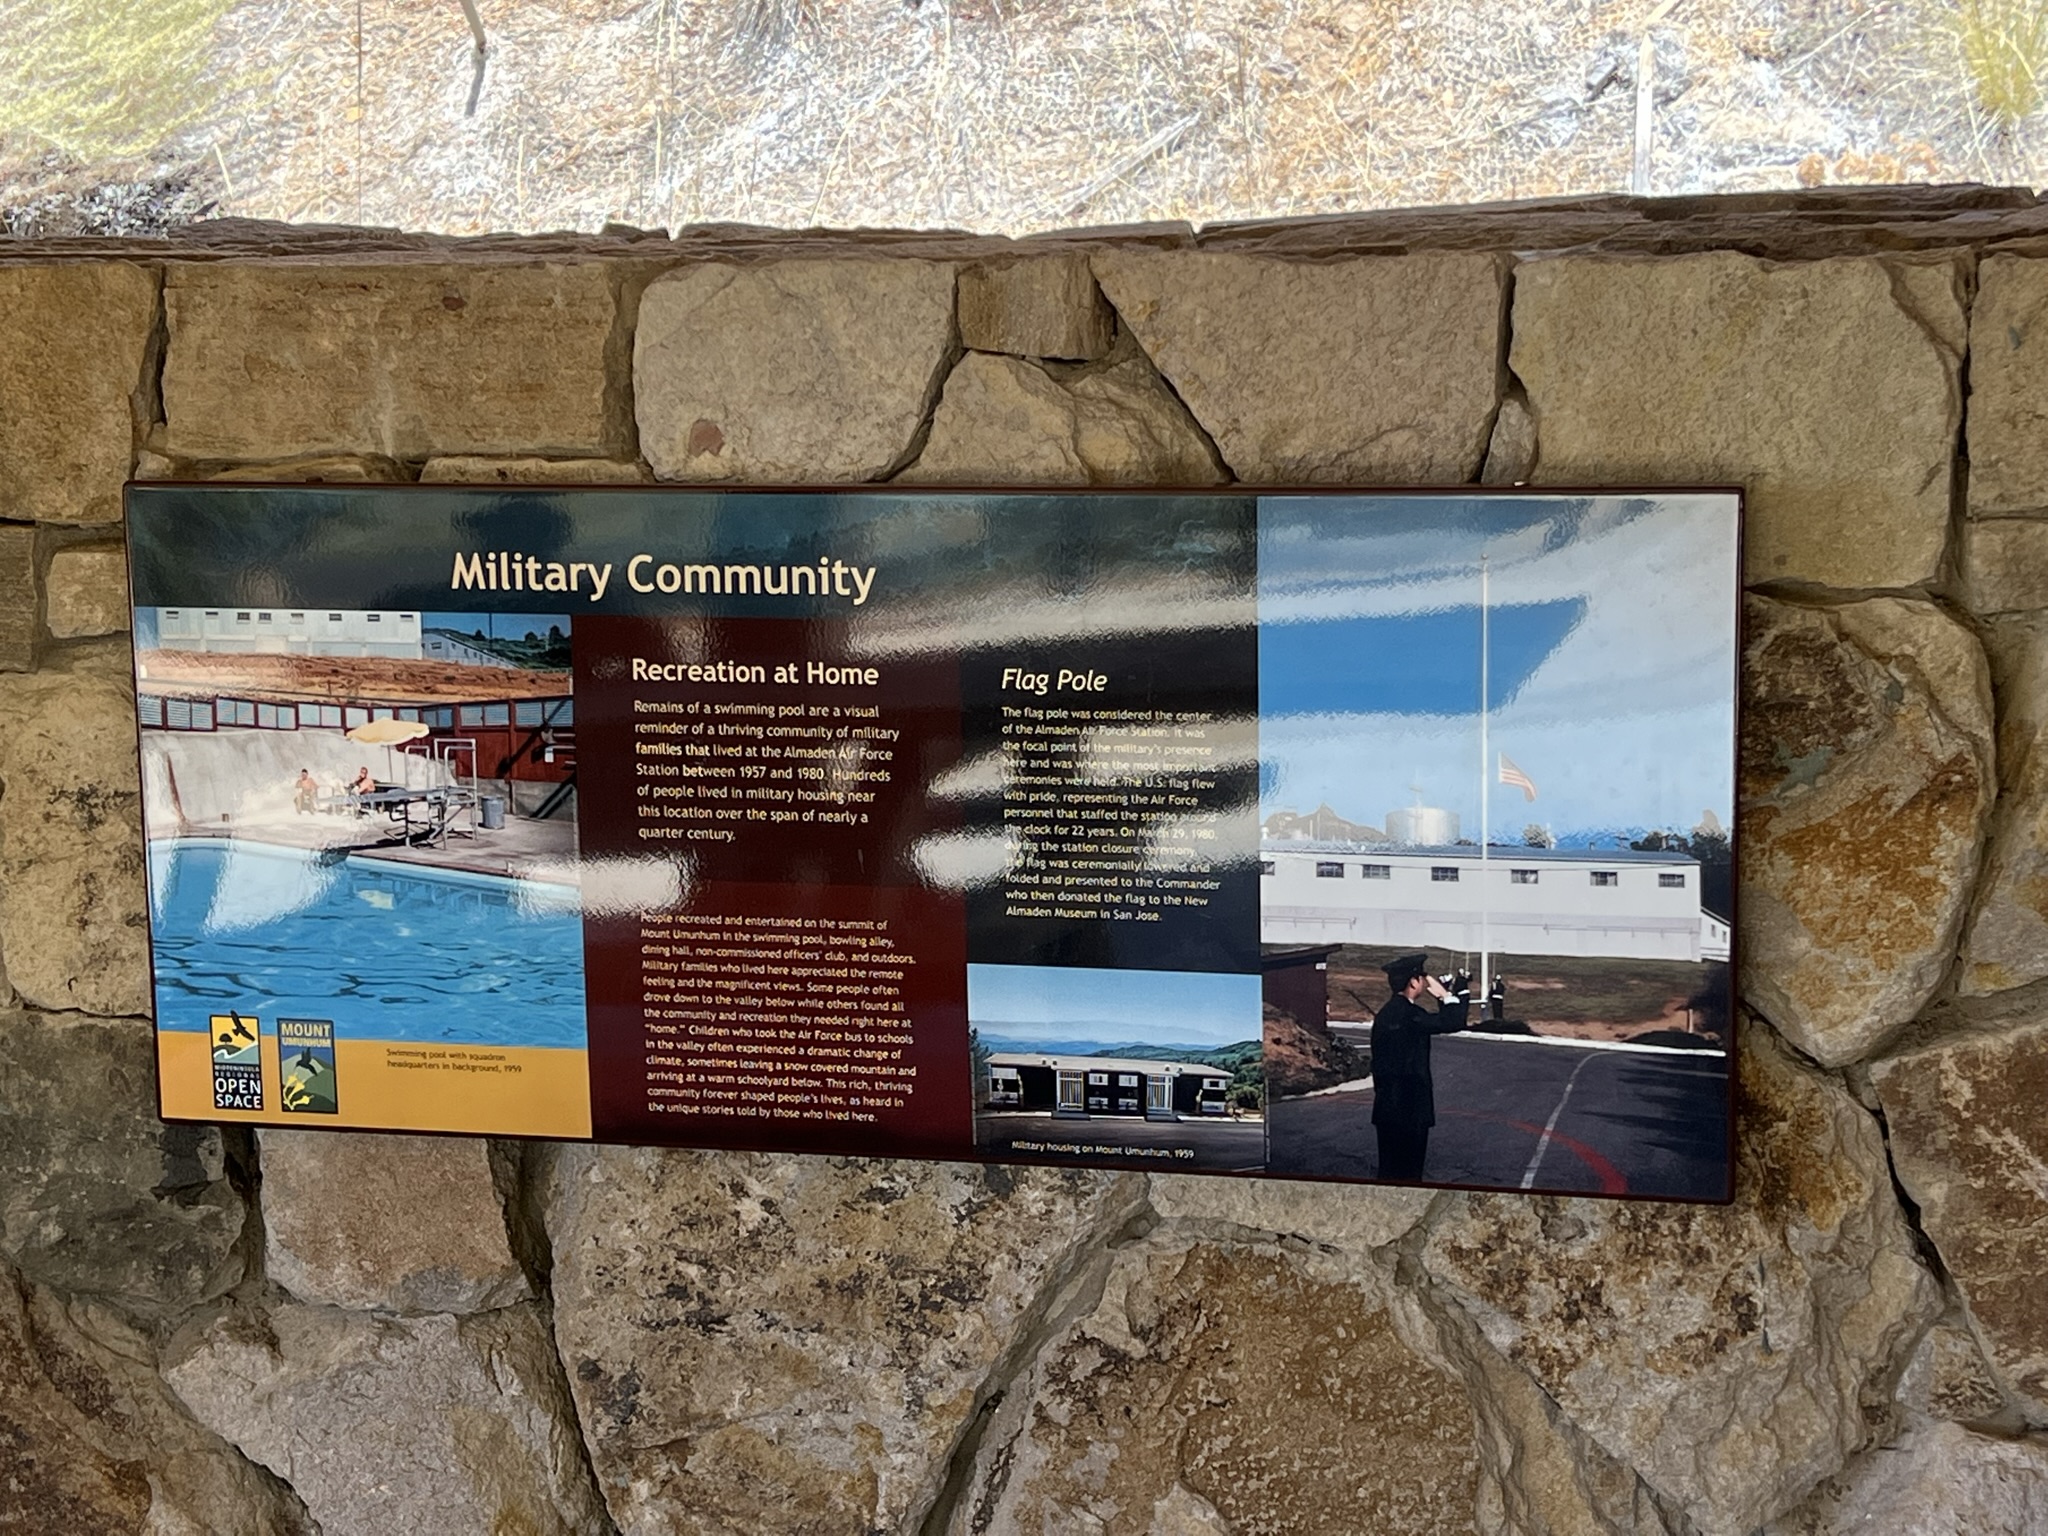 Military Community
Recreation at Home
Remains of a swimming pool are a visual
reminder of a thriving community of military
families that lived at the Almaden Air Force
Station between 1957 and 1980. Hundreds
of people lived in military housing near
this location over the span of nearly a
quarter century.
People recreated and entertained on the summit of
Mount Umunhum in the swimming pool, bowling alley,
dining hall, non-commissioned officers' club, and outdoors.
Military families who lived here appreciated the remote
feeling and the magnificent views. Some people often
drove down to the valley below while others found all
the community and recreation they needed right here at
"home." Children who took the Air Force bus to schools
in the valley often experienced a dramatic change of
climate, sometimes leaving a snow covered mountain and
arriving at a warm schoolyard below. This rich, thriving
community forever shaped people's lives, as heard in
the unique stories told by those who lived here.
Flag Pole
The flag pole was considered the center
of the Almaden Air Force Station. It was
the focal point of the military's presence
here and was where the most important
ceremonies were held. The U.S. flag flew
with pride, representing the Air Force
personnel that staffed the station around
the clock for 22 years. On March 29, 1980,
during the station closure ceremony,
the flag was ceremonially lowered and
folded and presented to the Commander
who then donated the flag to the New
Almaden Museum in San Jose.
Military housing on Mount Umunhum, 1959
MIDPENINSULA
REGIONAL
OPEN
SPACE
MOUNT
UMUNHUM
Swimming pool with squadron
headquarters in background, 1959